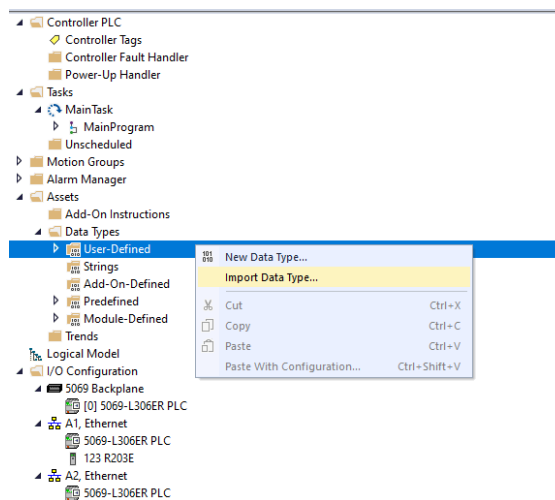 Controller PLC
Controller Tags
Controller Fault Handler
Power-Up Handler
Tasks
MainTask
MainProgram
Unscheduled
Motion Groups
Alarm Manager
Assets
Add-On Instructions
Data Types
User-Defined
Strings
Add-On-Defined
Predefined
Module-Defined
Trends
Logical Model
I/O Configuration
5069 Backplane
[0] 5069-L306ER PLC
A1, Ethernet
5069-L306ER PLC
123 R203E
A2, Ethernet
5069-L306ER PLC
New Data Type...
Import Data Type...
Cut Ctrl+X
Copy Ctrl+C
Paste Ctrl+V
Paste With Configuration... Ctrl+Shift+V